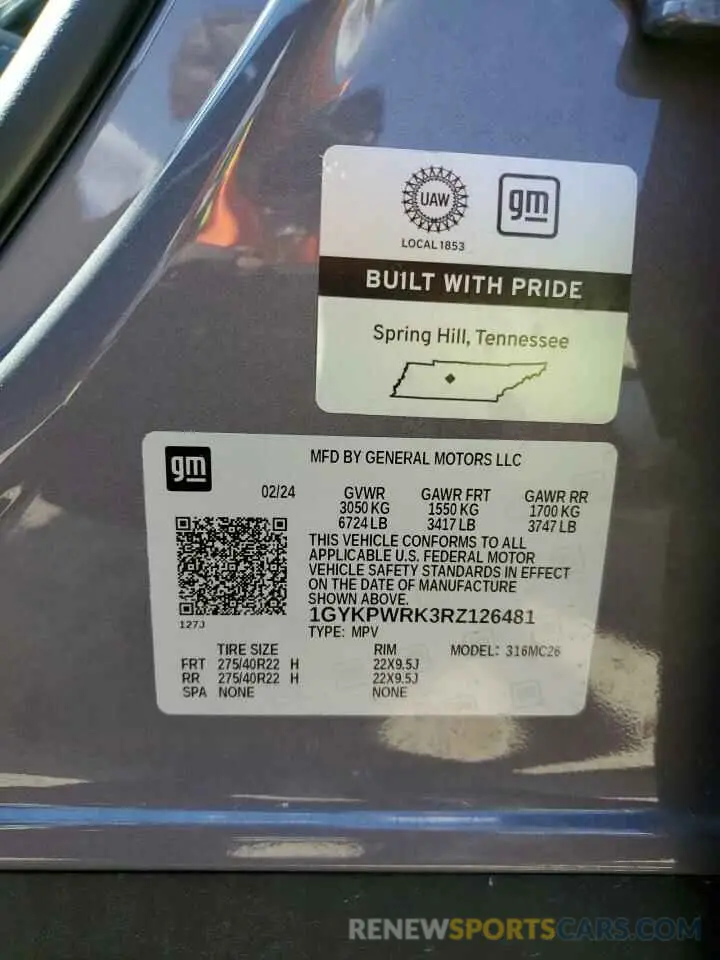 UAW
gm
LOCAL 1853
BUILT WITH PRIDE
Spring Hill, Tennessee
gm
MFD BY GENERAL MOTORS LLC
02/24 GVWR GAWR FRT GAWR RR
3050 KG 1550 KG 1700 KG
6724 LB 3417 LB 3747 LB
THIS VEHICLE CONFORMS TO ALL
APPLICABLE U.S. FEDERAL MOTOR
VEHICLE SAFETY STANDARDS IN EFFECT
ON THE DATE OF MANUFACTURE
SHOWN ABOVE.
1GYKPWRK3RZ126481
127J
TYPE: MPV
TIRE SIZE RIM MODEL: 316MC26
FRT 275/40R22 H 22X9.5J
RR 275/40R22 H 22X9.5J
SPA NONE NONE
RENEWSPORTSCARS.COM